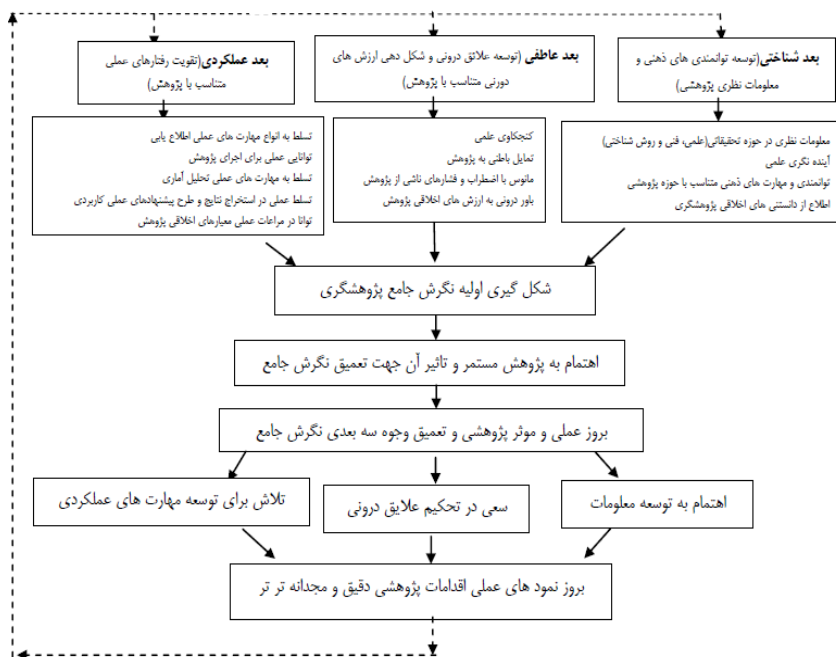 بعد شناختی(توسعه توانمندی های ذهنی و
معلومات نظری پژوهشی)
بعد عاطفی (توسعه علائق درونی و شکل دهی ارزش های
دورنی متناسب با پژوهش)
بعد عملکردی(تقویت رفتارهای عملی
متناسب با پژوهش)
معلومات نظری در حوزه تحقیقاتی(علمی، فنی و روش شناختی)
آینده نگری علمی
توانمندی و مهارت های ذهنی متناسب با حوزه پژوهشی
اطلاع از دانستنی های اخلاقی پژوهشگری
کنجکاوی علمی
تمایل باطنی به پژوهش
مانوس با اضطراب و فشارهای ناشی از پژوهش
باور درونی به ارزش های اخلاقی پژوهش
تسلط به انواع مهارت های عملی اطلاع یابی
توانایی عملی برای اجرای پژوهش
تسلط به مهارت های عملی تحلیل آماری
تسلط عملی در استخراج نتایج و طرح پیشنهادهای عملی کاربردی
توانا در مراعات عملی معیارهای اخلاقی پژوهش
شکل گیری اولیه نگرش جامع پژوهشگری
اهتمام به پژوهش مستمر و تاثیر آن جهت تعمیق نگرش جامع
بروز عملی و موثر پژوهشی و تعمیق وجوه سه بعدی نگرش جامع
اهتمام به توسعه معلومات
سعی در تحکیم علایق درونی
تلاش برای توسعه مهارت های عملکردی
بروز نمود های عملی اقدامات پژوهشی دقیق و مجدانه تر تر